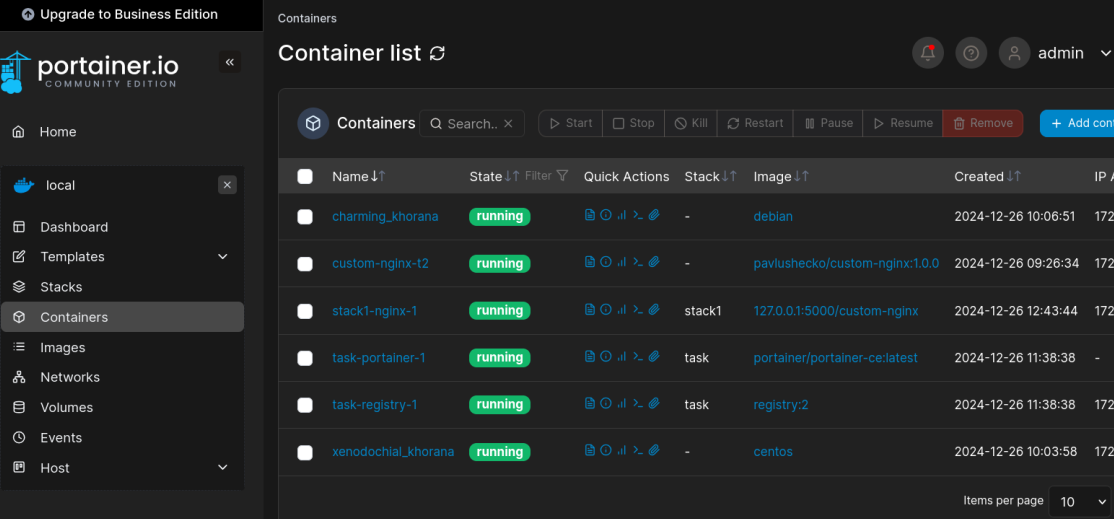 Upgrade to Business Edition
Containers
Container list
admin
portainer.io
COMMUNITY EDITION
Home
local
Dashboard
Templates
Stacks
Containers
Images
Networks
Volumes
Events
Host
Containers Search.. Start Stop Kill Restart Pause Resume Remove + Add cont
Name State Filter Quick Actions Stack Image Created IP A
charming_khorana running - debian 2024-12-26 10:06:51 172
custom-nginx-t2 running - pavlushecko/custom-nginx:1.0.0 2024-12-26 09:26:34 172
stack1-nginx-1 running stack1 127.0.0.1:5000/custom-nginx 2024-12-26 12:43:44 172
task-portainer-1 running task portainer/portainer-ce:latest 2024-12-26 11:38:38 -
task-registry-1 running task registry:2 2024-12-26 11:38:38 172
xenodochial_khorana running - centos 2024-12-26 10:03:58 172
Items per page 10